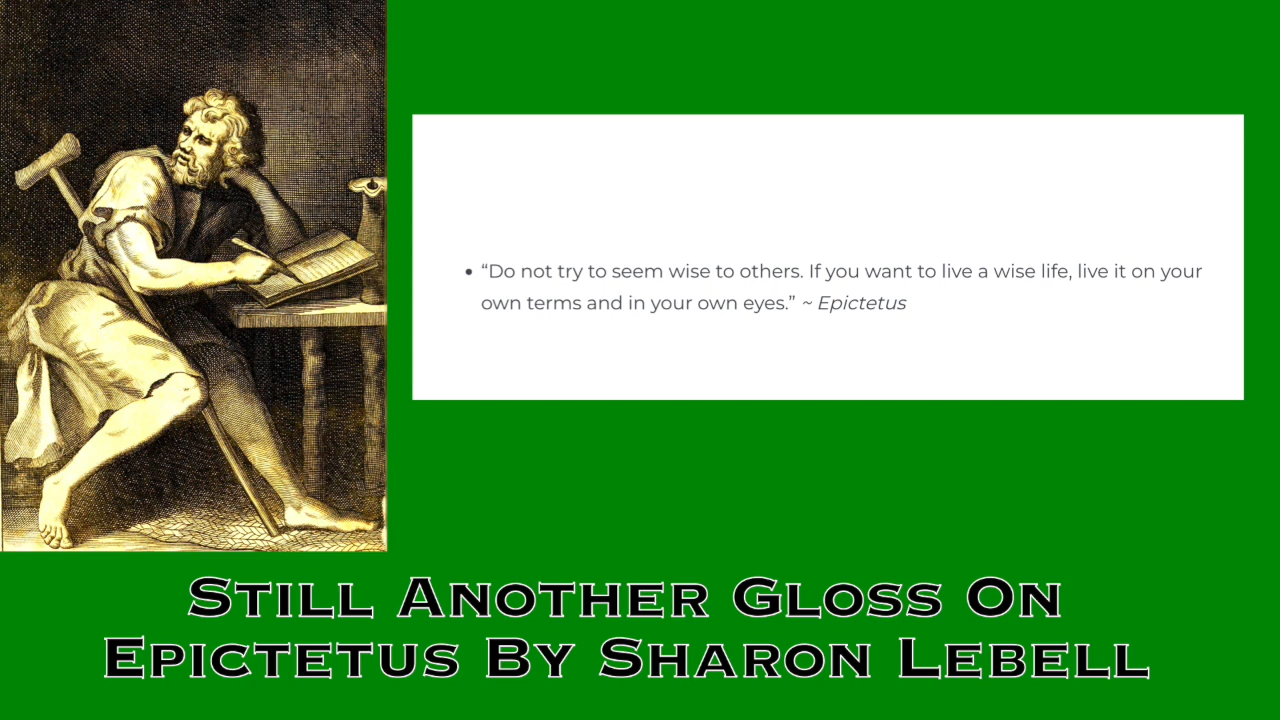 • “Do not try to seem wise to others. If you want to live a wise life, live it on your
own terms and in your own eyes.” ~ Epictetus
Still Another Gloss On
Epictetus By Sharon Lebell